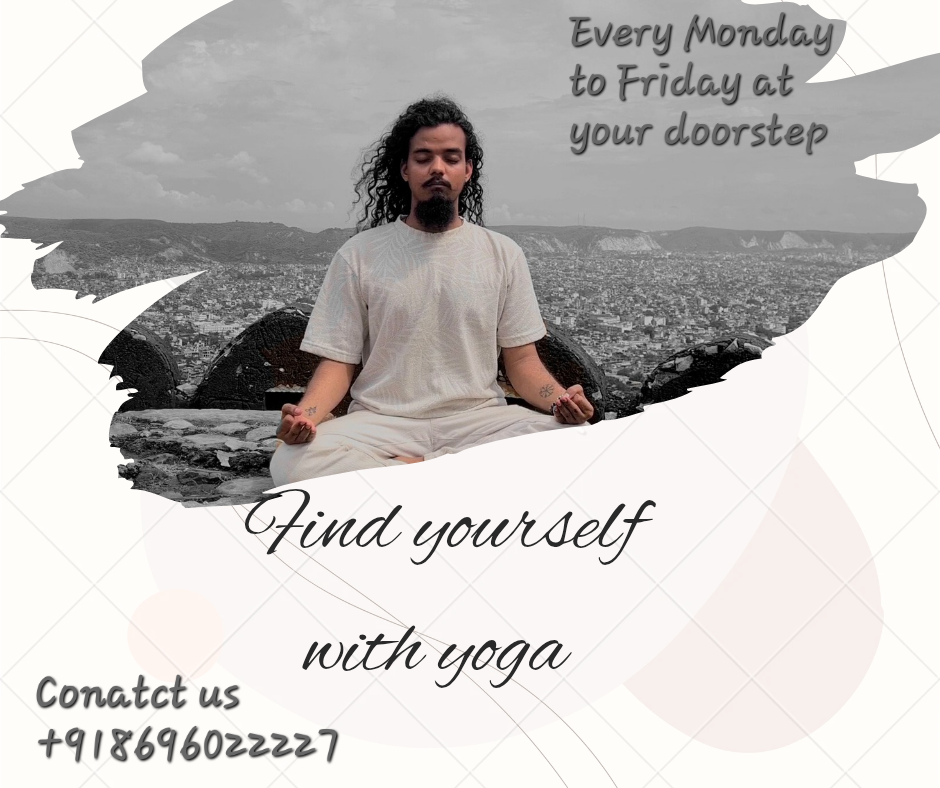 Every Monday
to Friday at
your doorstep
Find yourself
with yoga
Conatct us
+918696022227